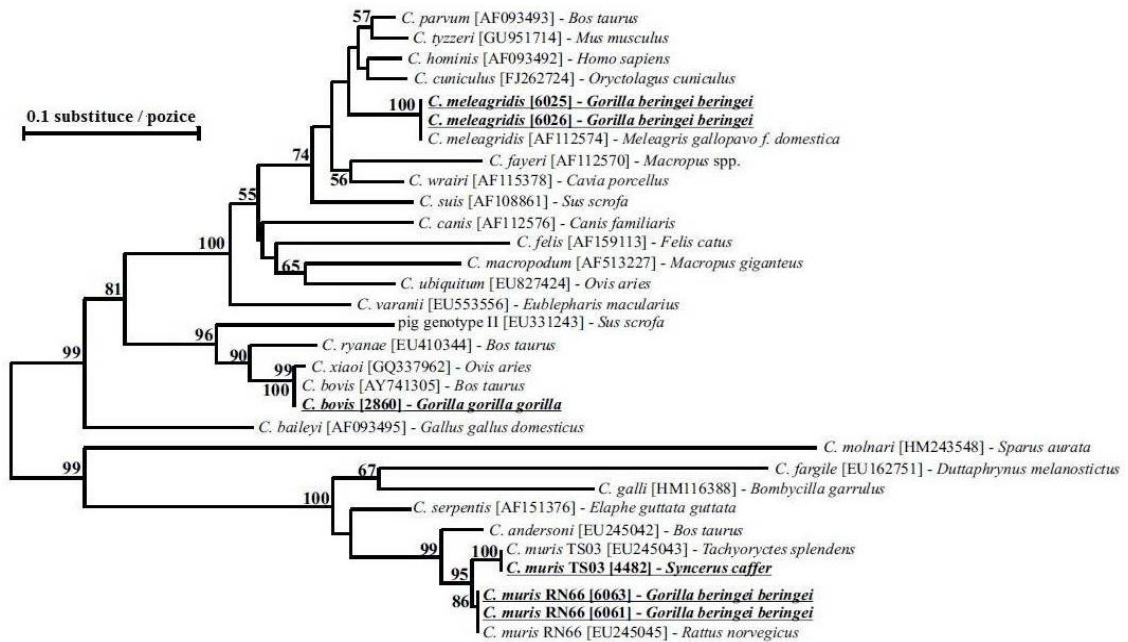 57
C. parvum [AF093493] - Bos taurus
C. tyzzeri [GU951714] - Mus musculus
C. hominis [AF093492] - Homo sapiens
C. cuniculus [FJ262724] - Oryctolagus cuniculus
100
C. meleagridis [6025] - Gorilla beringei beringei
0.1 substituce / pozice
C. meleagridis [6026] - Gorilla beringei beringei
C. meleagridis [AF112574] - Meleagris gallopavo f. domestica
74
C. fayeri [AF112570] - Macropus spp.
56
C. wrairi [AF115378] - Cavia porcellus
55
C. suis [AF108861] - Sus scrofa
C. canis [AF112576] - Canis familiaris
100
C. felis [AF159113] - Felis catus
65
C. macropodum [AF513227] - Macropus giganteus
C. ubiquitum [EU827424] - Ovis aries
81
C. varanii [EU553556] - Eublepharis macularius
pig genotype II [EU331243] - Sus scrofa
96
C. ryanae [EU410344] - Bos taurus
99
90
99
C. xiaoi [GQ337962] - Ovis aries
100
C. bovis [AY741305] - Bos taurus
C. bovis [2860] - Gorilla gorilla gorilla
C. baileyi [AF093495] - Gallus gallus domesticus
C. molnari [HM243548] - Sparus aurata
99
67
C. fargile [EU162751] - Duttaphrynus melanostictus
C. galli [HM116388] - Bombycilla garrulus
100
C. serpentis [AF151376] - Elaphe guttata guttata
C. andersoni [EU245042] - Bos taurus
99
100
C. muris TS03 [EU245043] - Tachyoryctes splendens
C. muris TS03 [4482] - Syncerus caffer
95
C. muris RN66 [6063] - Gorilla beringei beringei
86
C. muris RN66 [6061] - Gorilla beringei beringei
C. muris RN66 [EU245045] - Rattus norvegicus